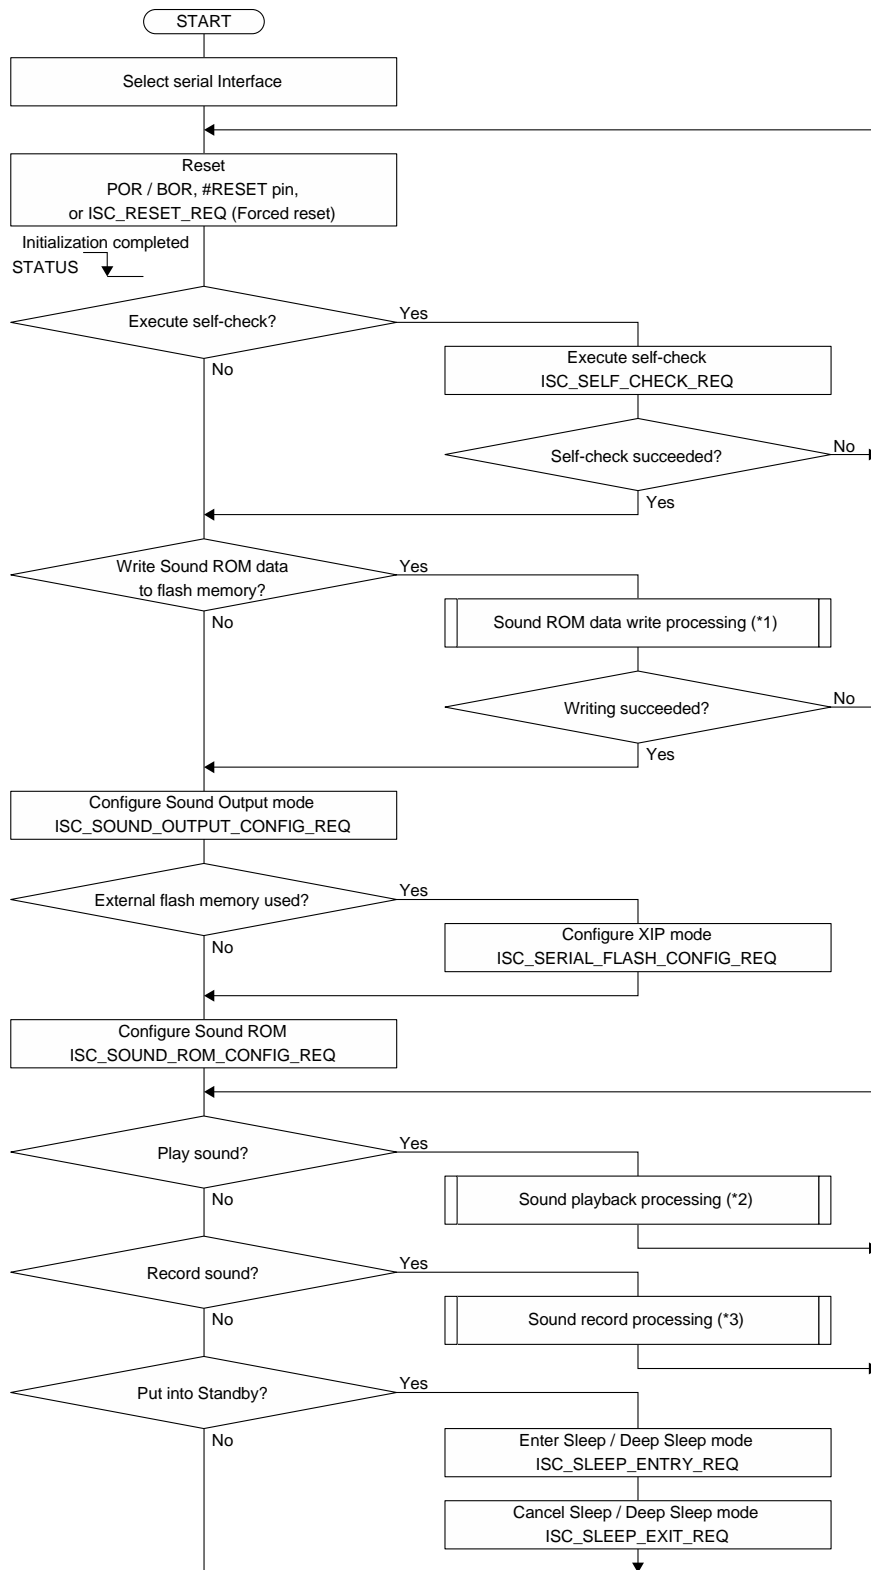 START
Select serial Interface
Reset
POR / BOR, #RESET pin,
or ISC_RESET_REQ (Forced reset)
Initialization completed
STATUS
Execute self-check?
Yes
No
Execute self-check
ISC_SELF_CHECK_REQ
Self-check succeeded?
No
Yes
Write Sound ROM data
to flash memory?
Yes
No
Sound ROM data write processing (*1)
Writing succeeded?
No
Yes
Configure Sound Output mode
ISC_SOUND_OUTPUT_CONFIG_REQ
External flash memory used?
Yes
No
Configure XIP mode
ISC_SERIAL_FLASH_CONFIG_REQ
Configure Sound ROM
ISC_SOUND_ROM_CONFIG_REQ
Play sound?
Yes
No
Sound playback processing (*2)
Record sound?
Yes
No
Sound record processing (*3)
Put into Standby?
Yes
No
Enter Sleep / Deep Sleep mode
ISC_SLEEP_ENTRY_REQ
Cancel Sleep / Deep Sleep mode
ISC_SLEEP_EXIT_REQ